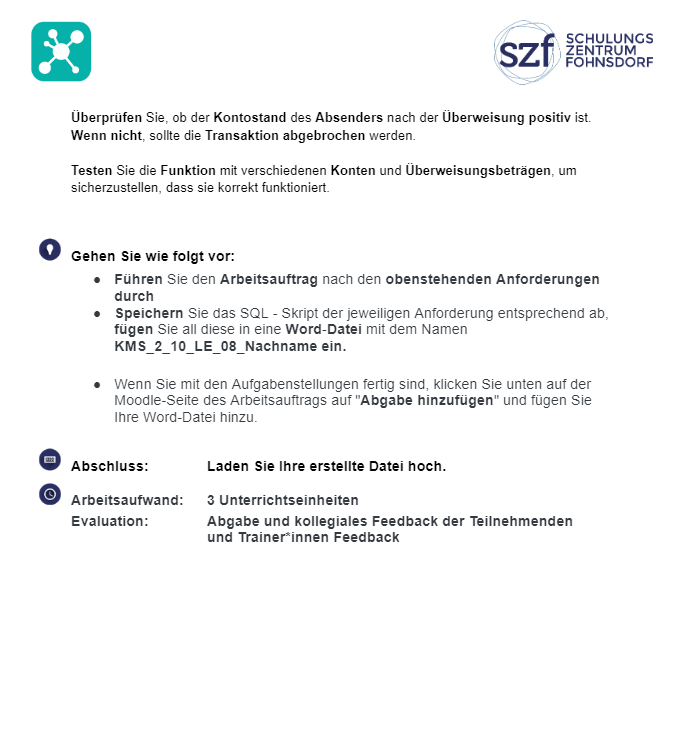 szf SCHULUNGS
ZENTRUM
FOHNSDORF
Überprüfen Sie, ob der Kontostand des Absenders nach der Überweisung positiv ist.
Wenn nicht, sollte die Transaktion abgebrochen werden.
Testen Sie die Funktion mit verschiedenen Konten und Überweisungsbeträgen, um
sicherzustellen, dass sie korrekt funktioniert.
Gehen Sie wie folgt vor:
● Führen Sie den Arbeitsauftrag nach den obenstehenden Anforderungen
durch
● Speichern Sie das SQL - Skript der jeweiligen Anforderung entsprechend ab,
fügen Sie all diese in eine Word-Datei mit dem Namen
KMS_2_10_LE_08_Nachname ein.
● Wenn Sie mit den Aufgabenstellungen fertig sind, klicken Sie unten auf der
Moodle-Seite des Arbeitsauftrags auf "Abgabe hinzufügen" und fügen Sie
Ihre Word-Datei hinzu.
Abschluss: Laden Sie Ihre erstellte Datei hoch.
Arbeitsaufwand: 3 Unterrichtseinheiten
Evaluation: Abgabe und kollegiales Feedback der Teilnehmenden
und Trainer*innen Feedback